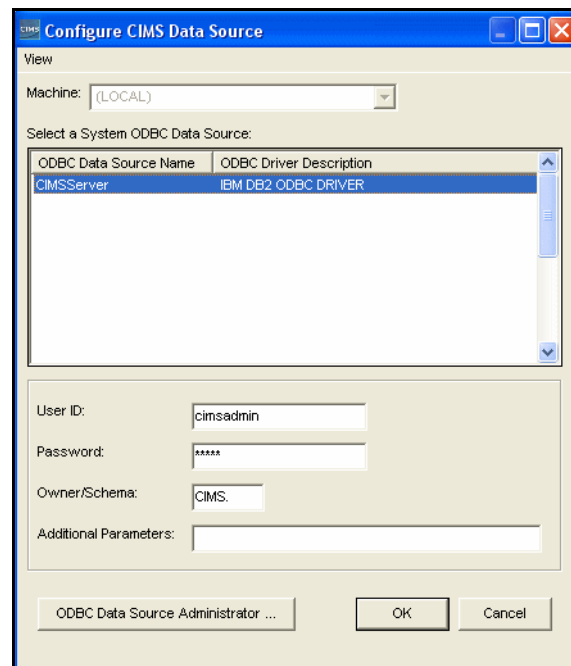 CIMS Configure CIMS Data Source
View
Machine: (LOCAL)
Select a System ODBC Data Source:
ODBC Data Source Name ODBC Driver Description
CIMSServer IBM DB2 ODBC DRIVER
User ID: cimsadmin
Password: *****
Owner/Schema: CIMS.
Additional Parameters:
ODBC Data Source Administrator ... OK Cancel